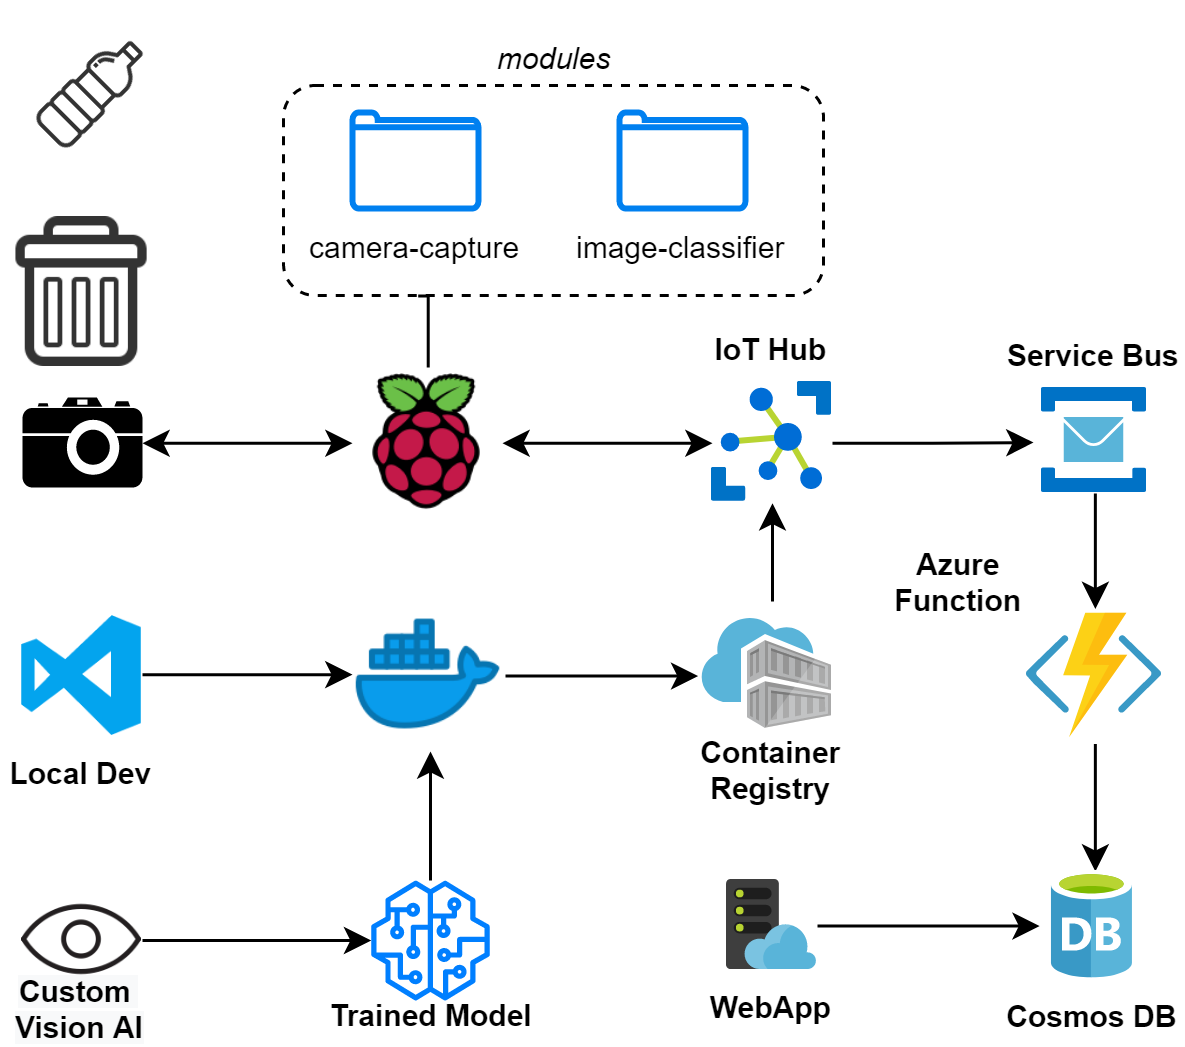 modules
camera-capture
image-classifier
IoT Hub
Service Bus
Azure
Function
Local Dev
Container
Registry
DB
Custom
Vision AI
Trained Model
WebApp
Cosmos DB